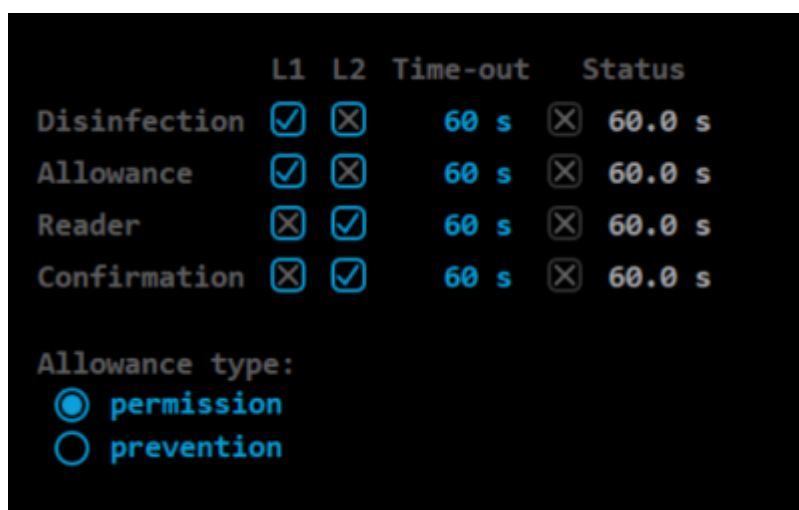 L1 L2 Time-out Status
Disinfection 60 s 60.0 s
Allowance 60 s 60.0 s
Reader 60 s 60.0 s
Confirmation 60 s 60.0 s
Allowance type:
permission
prevention